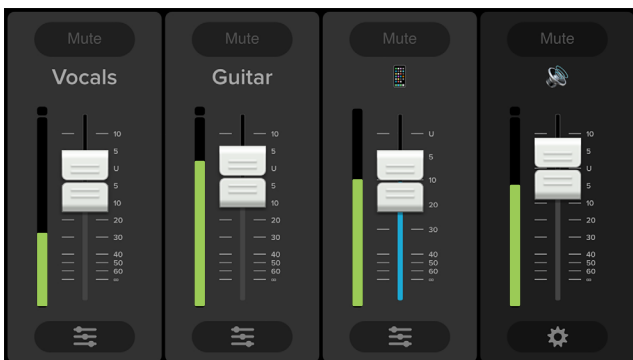 Mute Mute Mute Mute
Vocals Guitar
10 10 U 10
5 5 5 5
U U 10 U
5 5 20 5
10 10 10
20 20 30 20
30 30 30
40 40 40 40
50 50 50 50
60 60 60 60
∞ ∞ ∞ ∞